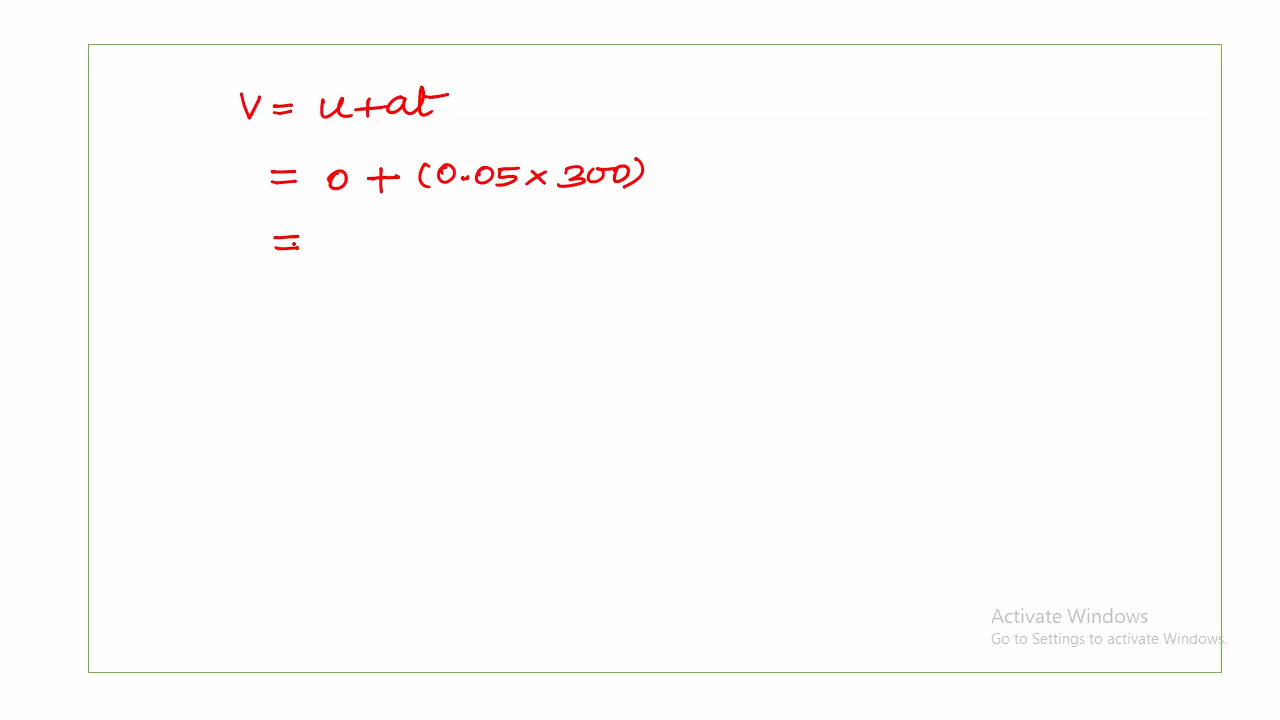 V = u+at
= 0 + (0.05 × 300)
=
Activate Windows
Go to Settings to activate Windows.